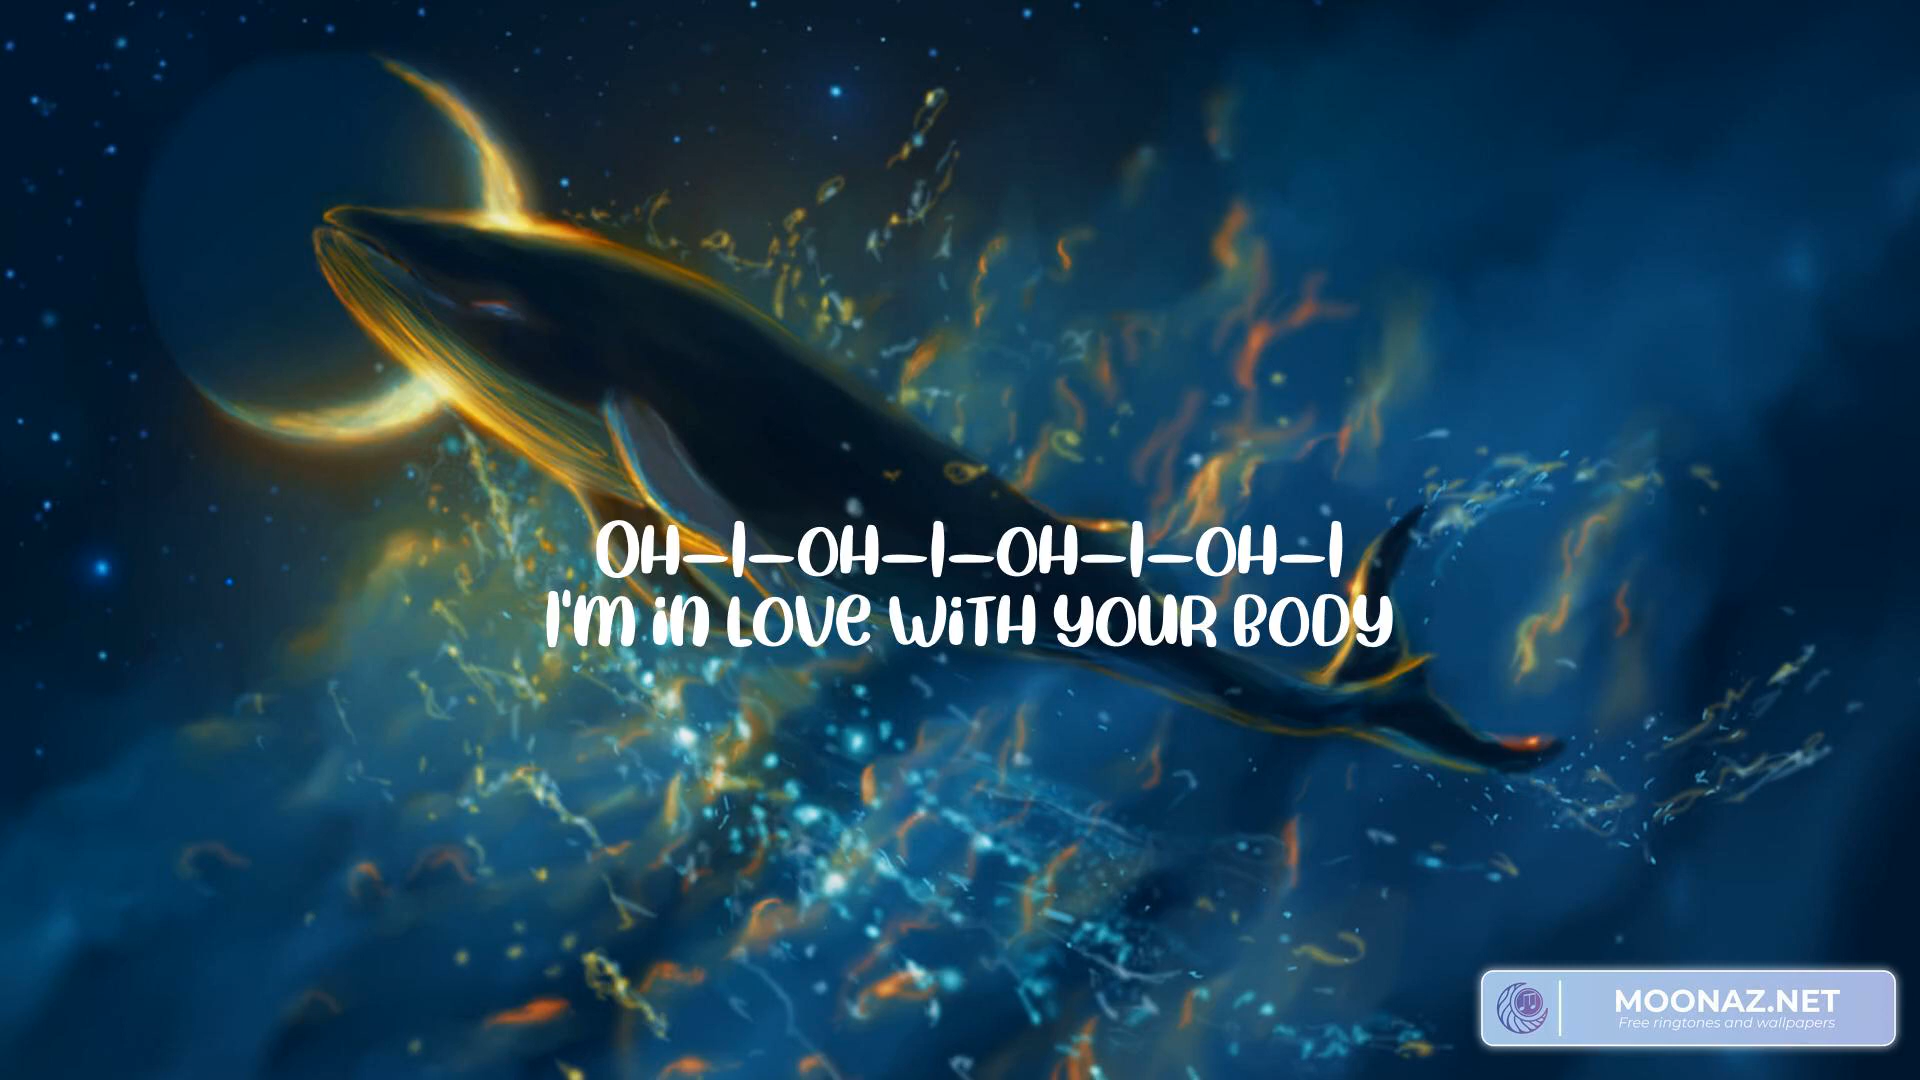 OH-I-OH-I-OH-I-OH-I
I'm in LOVe WiTH YOUR BODY
MOONAZ.NET
Free ringtones and wallpapers